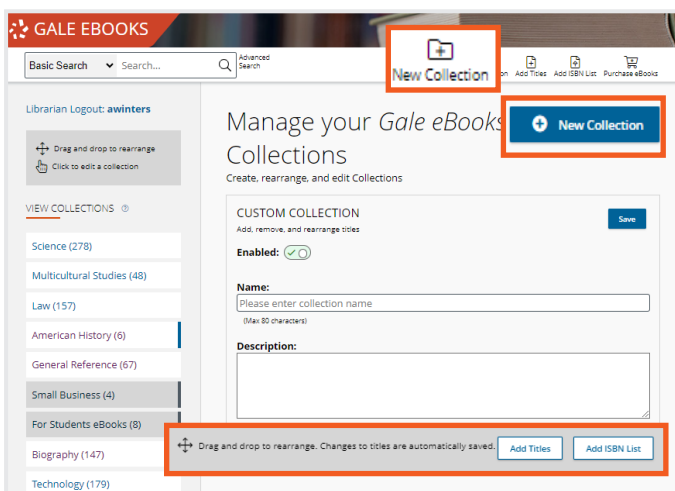 GALE EBOOKS
Basic Search
Search...
Advanced
Search
New Collection
on
Add Titles
Add ISBN List
Purchase eBooks
Librarian Logout: awinters
Drag and drop to rearrange
Click to edit a collection
VIEW COLLECTIONS
Science (278)
Multicultural Studies (48)
Law (157)
American History (6)
General Reference (67)
Small Business (4)
For Students eBooks (8)
Biography (147)
Technology (179)
Manage your Gale eBooks
Collections
New Collection
Create, rearrange, and edit Collections
CUSTOM COLLECTION
Save
Add, remove, and rearrange titles
Enabled:
Name:
Please enter collection name
(Max 80 characters)
Description:
Drag and drop to rearrange. Changes to titles are automatically saved.
Add Titles
Add ISBN List